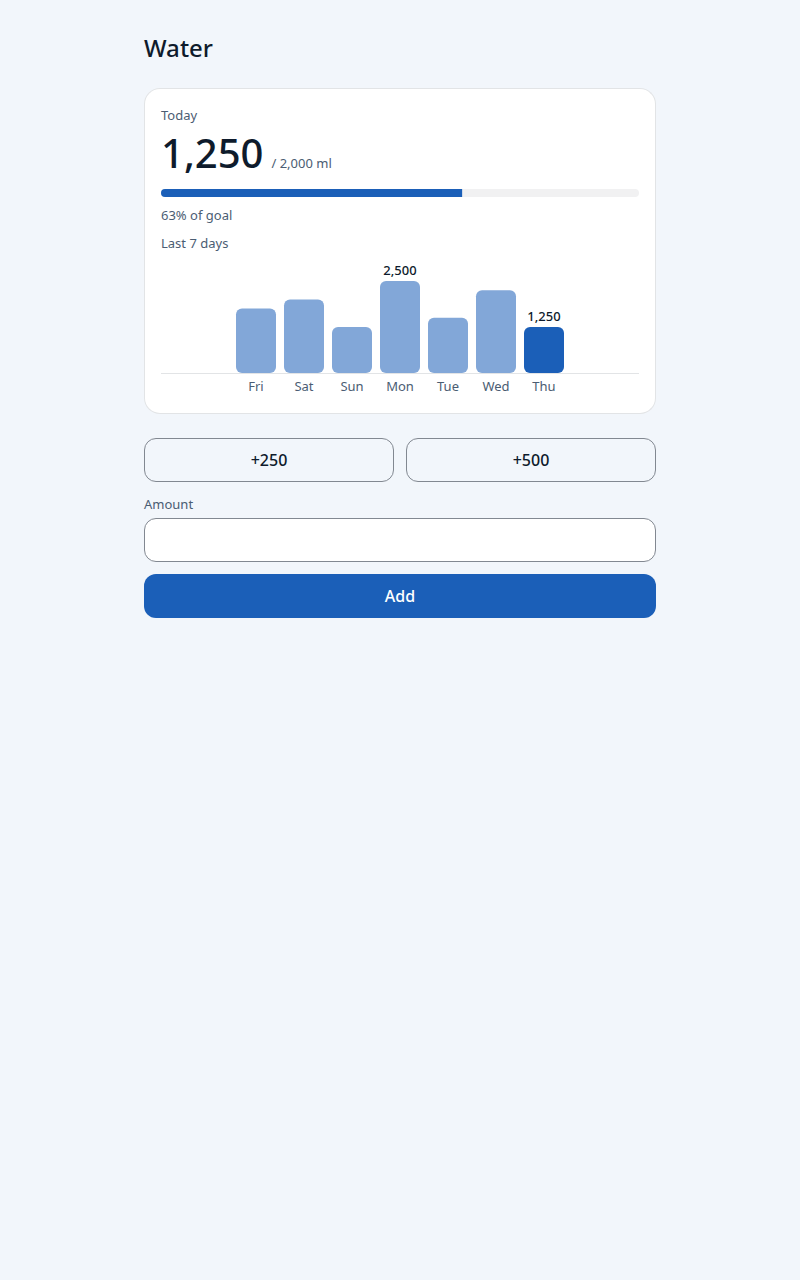 Water
Today
1,250 / 2,000 ml
63% of goal
Last 7 days
2,500
1,250
Fri Sat Sun Mon Tue Wed Thu
+250 +500
Amount
Add